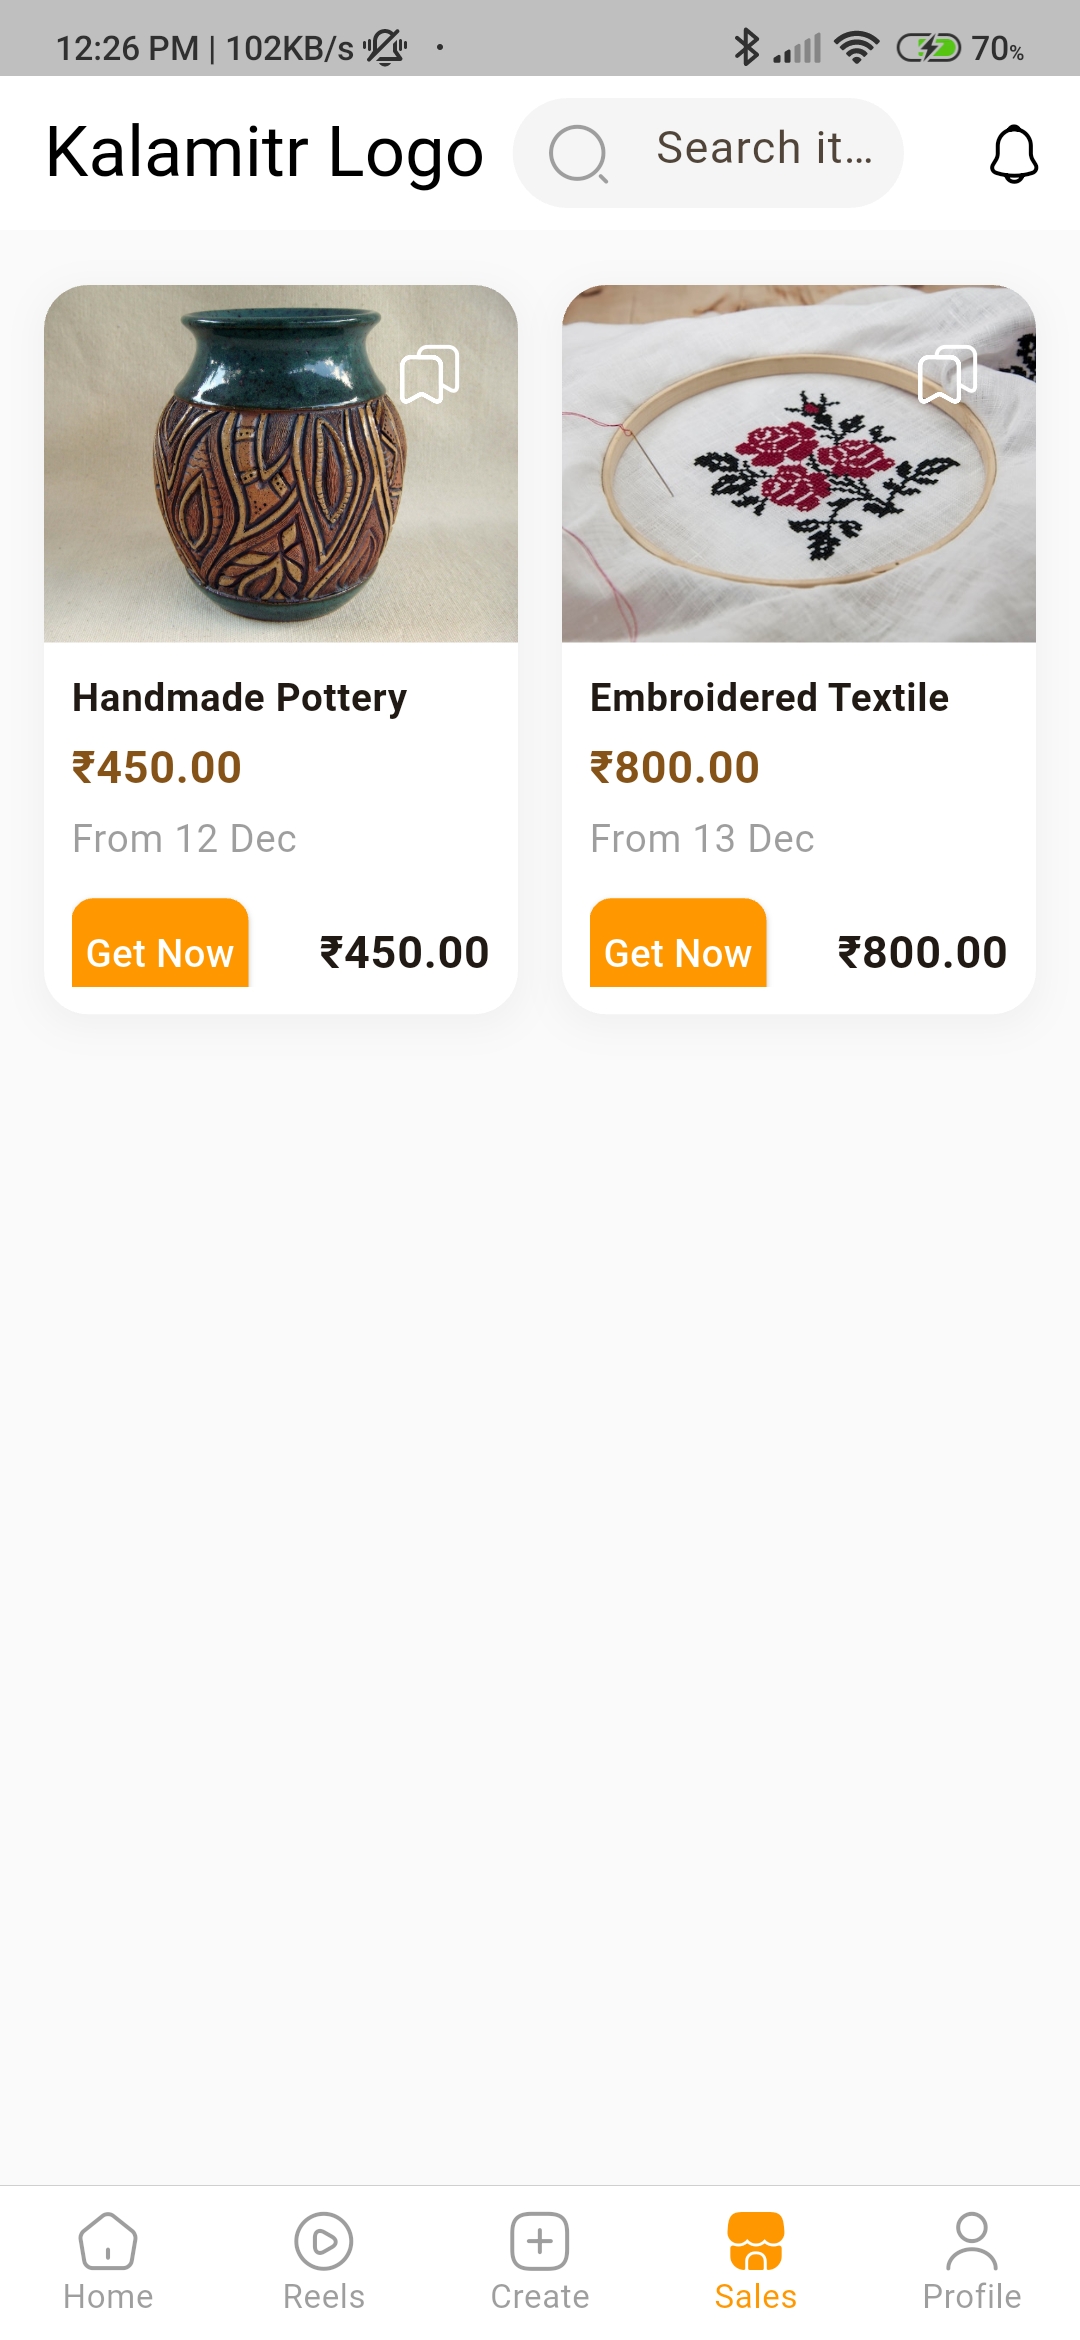 12:26 PM | 102KB/s
70%
Kalamitr Logo
Search it...
Handmade Pottery
₹450.00
From 12 Dec
Get Now
₹450.00
Embroidered Textile
₹800.00
From 13 Dec
Get Now
₹800.00
Home
Reels
Create
Sales
Profile